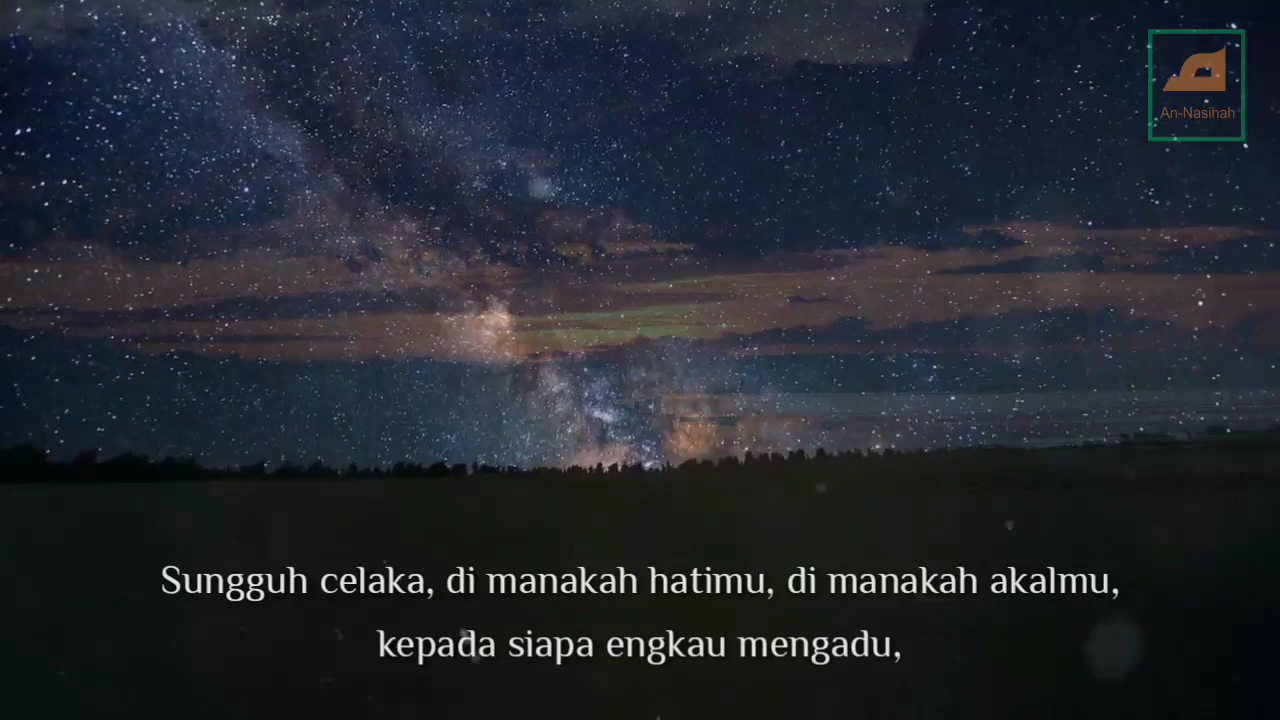 An-Nasihah
Sungguh celaka, di manakah hatimu, di manakah akalmu,
kepada siapa engkau mengadu,